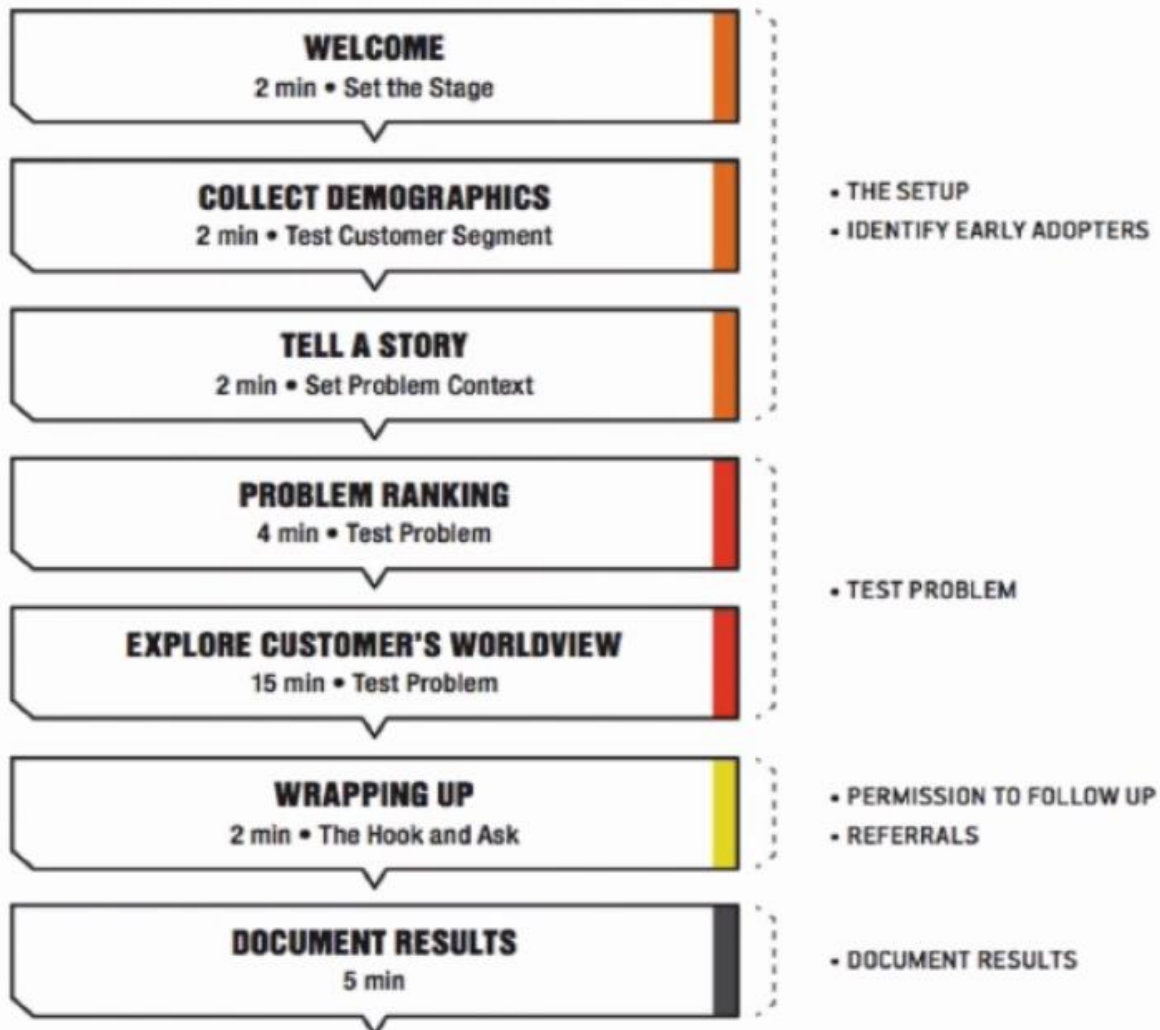 WELCOME
2 min • Set the Stage
COLLECT DEMOGRAPHICS
2 min • Test Customer Segment
TELL A STORY
2 min • Set Problem Context
• THE SETUP
• IDENTIFY EARLY ADOPTERS
PROBLEM RANKING
4 min • Test Problem
EXPLORE CUSTOMER'S WORLDVIEW
15 min • Test Problem
• TEST PROBLEM
WRAPPING UP
2 min • The Hook and Ask
• PERMISSION TO FOLLOW UP
• REFERRALS
DOCUMENT RESULTS
5 min
• DOCUMENT RESULTS